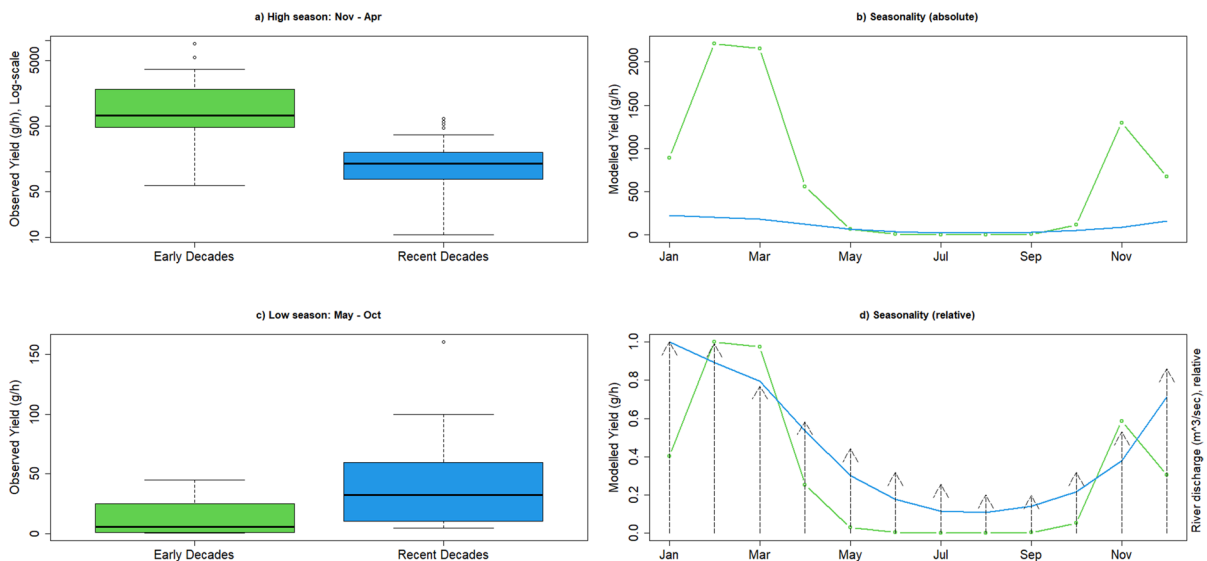 a) High season: Nov - Apr
Observed Yield (g/h), Log-scale
5000
500
50
10
Early Decades
Recent Decades
b) Seasonality (absolute)
Modelled Yield (g/h)
2000
1500
1000
500
0
Jan
Mar
May
Jul
Sep
Nov
c) Low season: May - Oct
Observed Yield (g/h)
150
100
50
0
Early Decades
Recent Decades
d) Seasonality (relative)
Modelled Yield (g/h)
1.0
0.8
0.6
0.4
0.2
0.0
Jan
Mar
May
Jul
Sep
Nov
River discharge (m^3/sec), relative